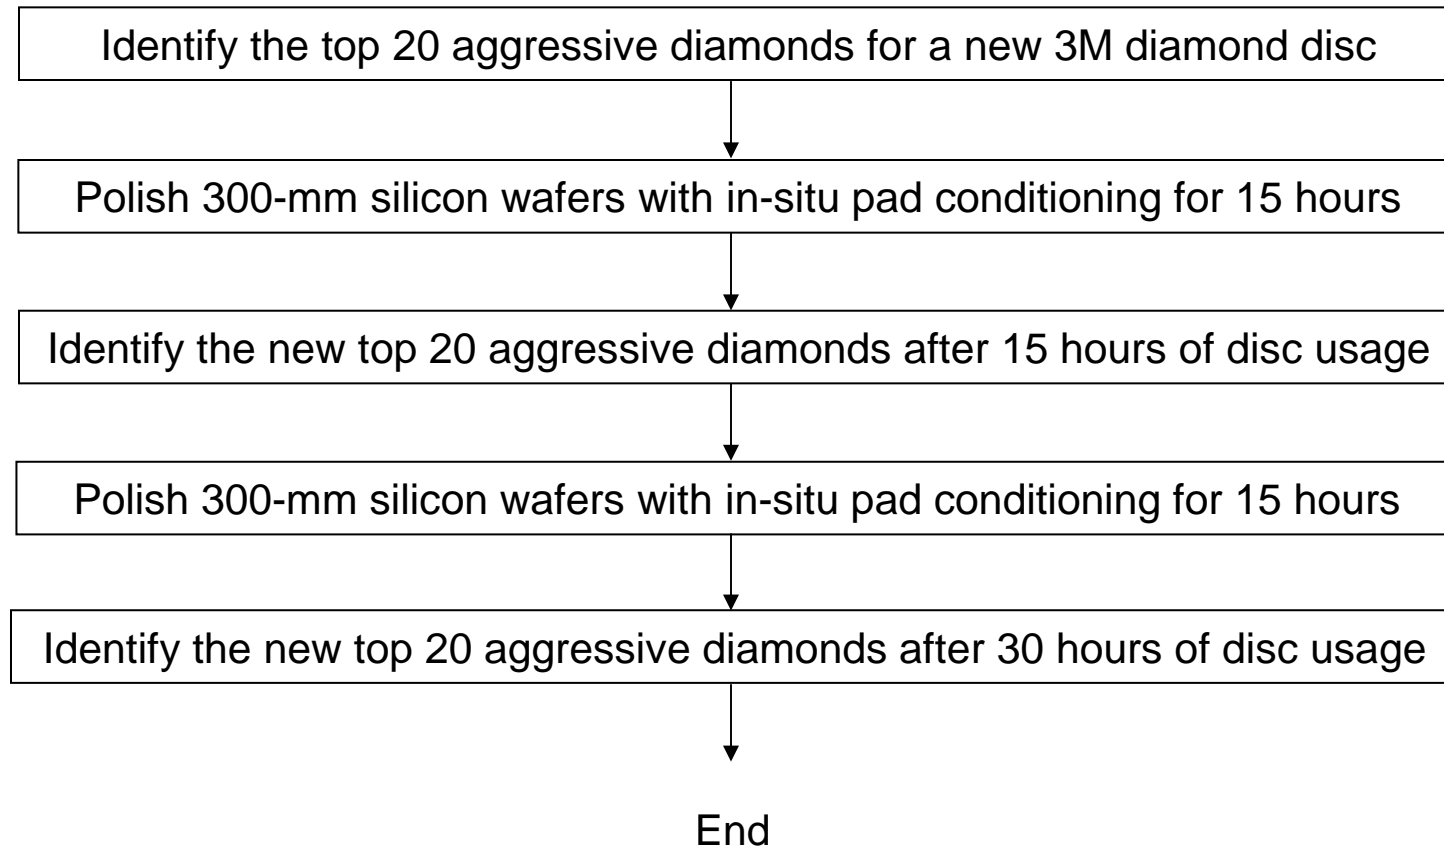 Identify the top 20 aggressive diamonds for a new 3M diamond disc
Polish 300-mm silicon wafers with in-situ pad conditioning for 15 hours
Identify the new top 20 aggressive diamonds after 15 hours of disc usage
Polish 300-mm silicon wafers with in-situ pad conditioning for 15 hours
Identify the new top 20 aggressive diamonds after 30 hours of disc usage
End